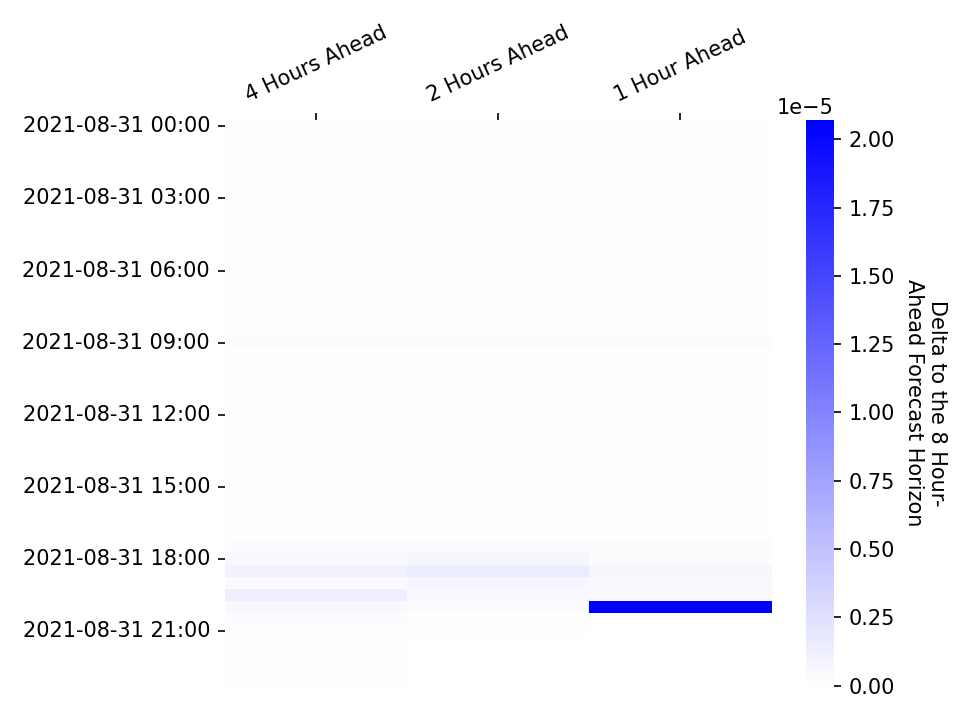 4 Hours Ahead
2 Hours Ahead
1 Hour Ahead
1e−5
2021-08-31 00:00
2021-08-31 03:00
2021-08-31 06:00
2021-08-31 09:00
2021-08-31 12:00
2021-08-31 15:00
2021-08-31 18:00
2021-08-31 21:00
2.00
1.75
1.50
1.25
1.00
0.75
0.50
0.25
0.00
Delta to the 8 Hour-
Ahead Forecast Horizon